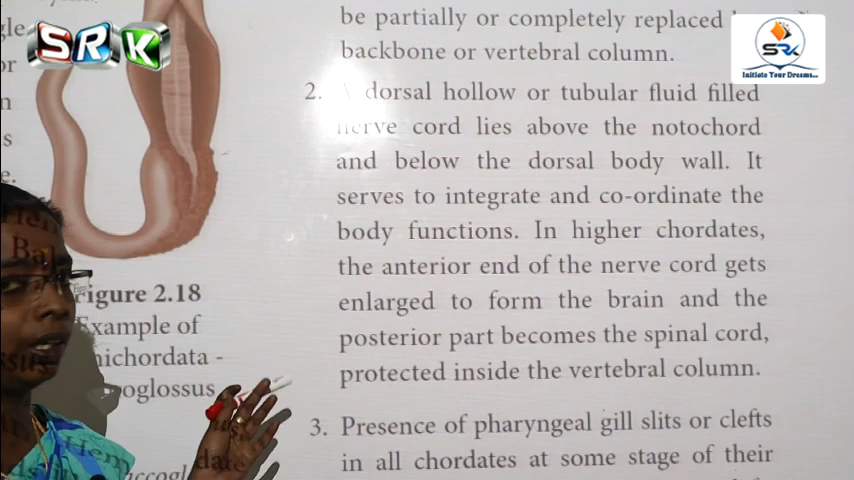 SRK
SRK
Initiate Your Dreams...
be partially or completely replaced
backbone or vertebral column.
2. A dorsal hollow or tubular fluid filled
nerve cord lies above the notochord
and below the dorsal body wall. It
serves to integrate and co-ordinate the
body functions. In higher chordates,
the anterior end of the nerve cord gets
enlarged to form the brain and the
posterior part becomes the spinal cord,
protected inside the vertebral column.
3. Presence of pharyngeal gill slits or clefts
in all chordates at some stage of their
Figure 2.18
Example of
michordata -
oglossus